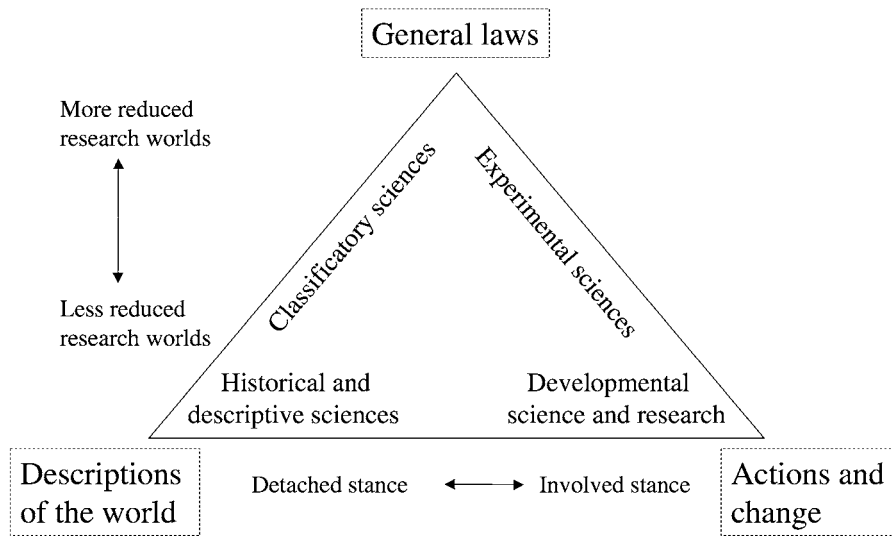 General laws
More reduced
research worlds
Classificatory sciences
Experimental sciences
Less reduced
research worlds
Historical and
descriptive sciences
Developmental
science and research
Descriptions
of the world
Detached stance
Involved stance
Actions and
change